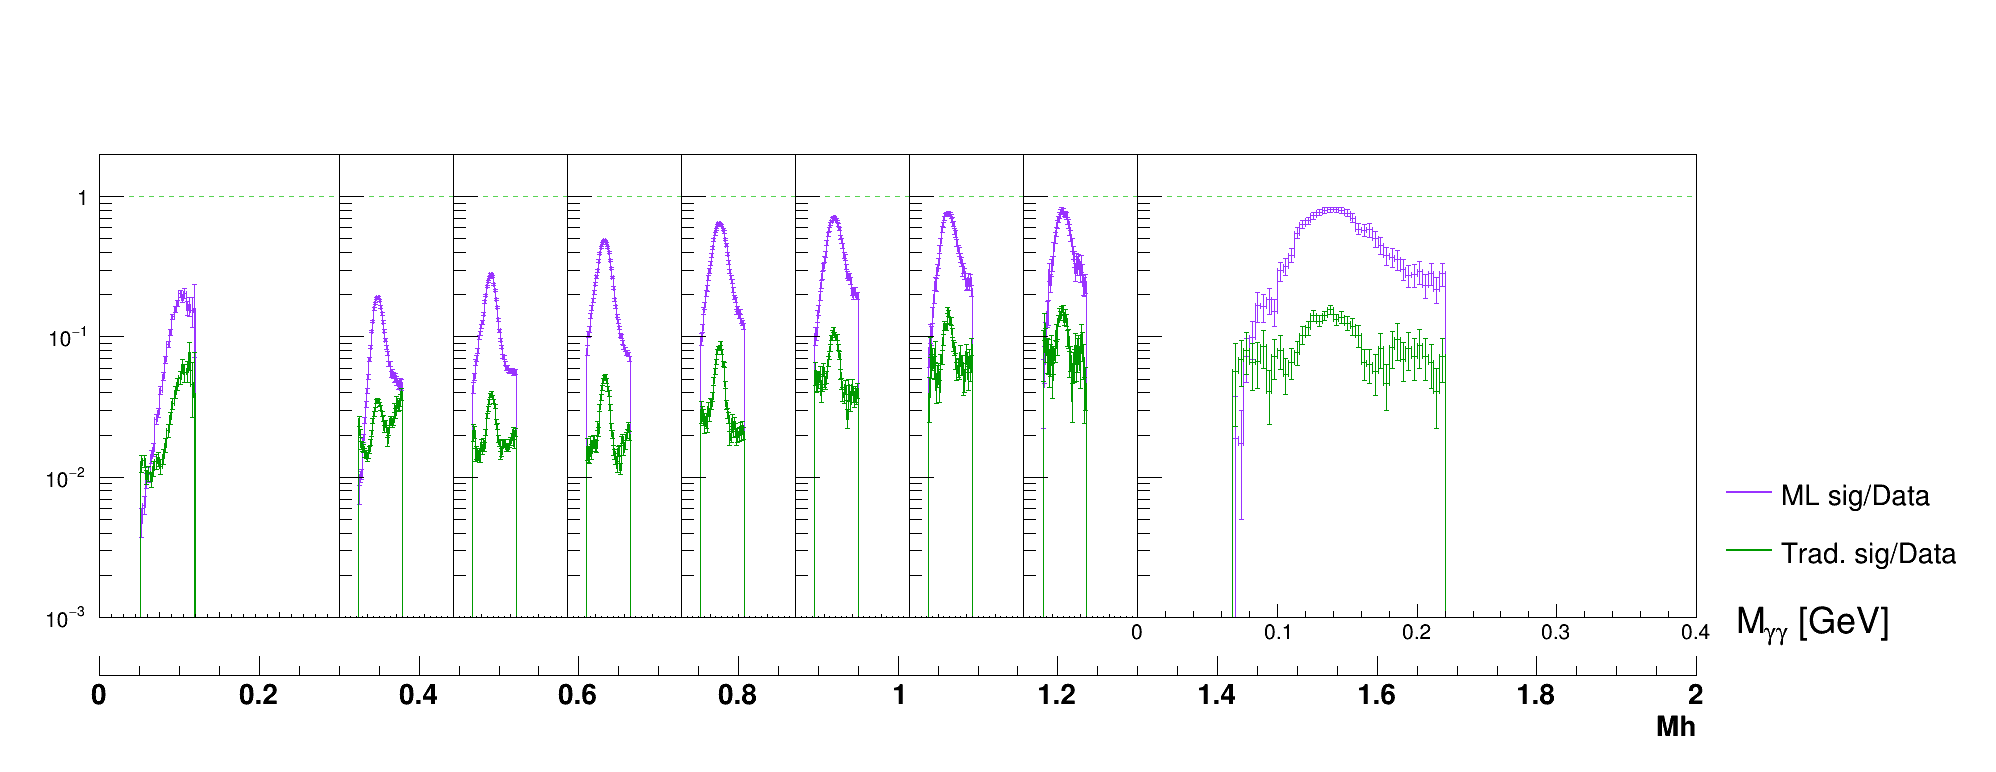 1
10⁻¹
10⁻²
10⁻³
ML sig/Data
Trad. sig/Data
0 0.1 0.2 0.3 0.4
Mγγ [GeV]
0 0.2 0.4 0.6 0.8 1 1.2 1.4 1.6 1.8 2
Mh